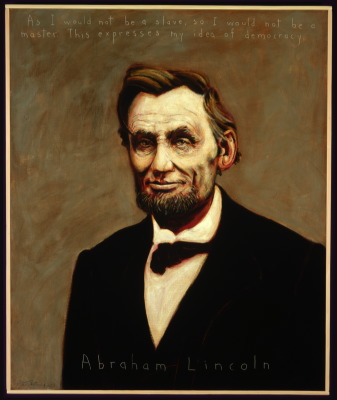 As I would not be a slave, so I would not be a
master. This expresses my idea of democracy.
Abraham Lincoln